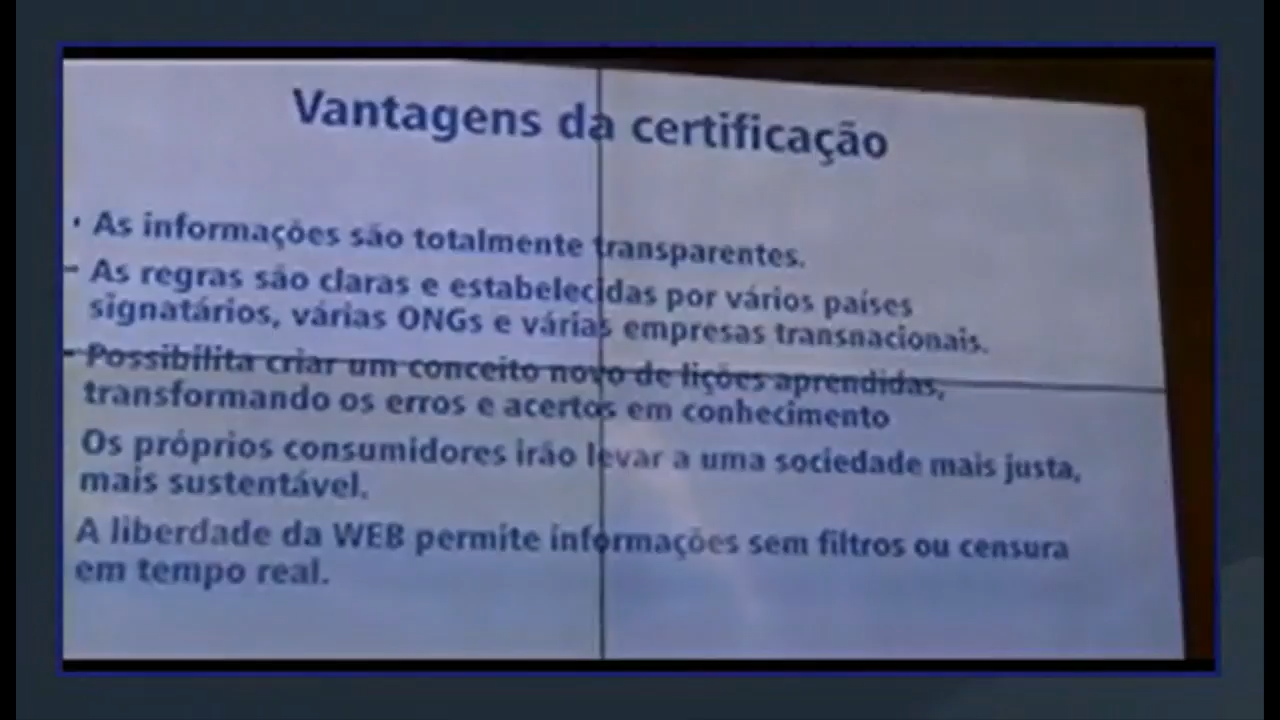 Vantagens da certificação
· As informações são totalmente transparentes.
- As regras são claras e estabelecidas por vários países
signatários, várias ONGs e várias empresas transnacionais.
- Possibilita criar um conceito novo de lições aprendidas,
transformando os erros e acertos em conhecimento
Os próprios consumidores irão levar a uma sociedade mais justa,
mais sustentável.
A liberdade da WEB permite informações sem filtros ou censura
em tempo real.